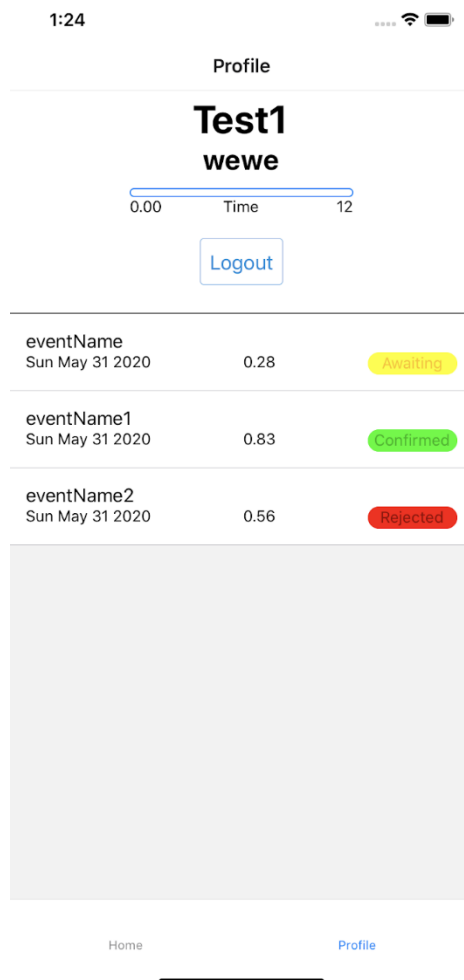 1:24
Profile
Test1
wewe
0.00 Time 12
Logout
eventName
Sun May 31 2020 0.28 Awaiting
eventName1
Sun May 31 2020 0.83 Confirmed
eventName2
Sun May 31 2020 0.56 Rejected
Home Profile